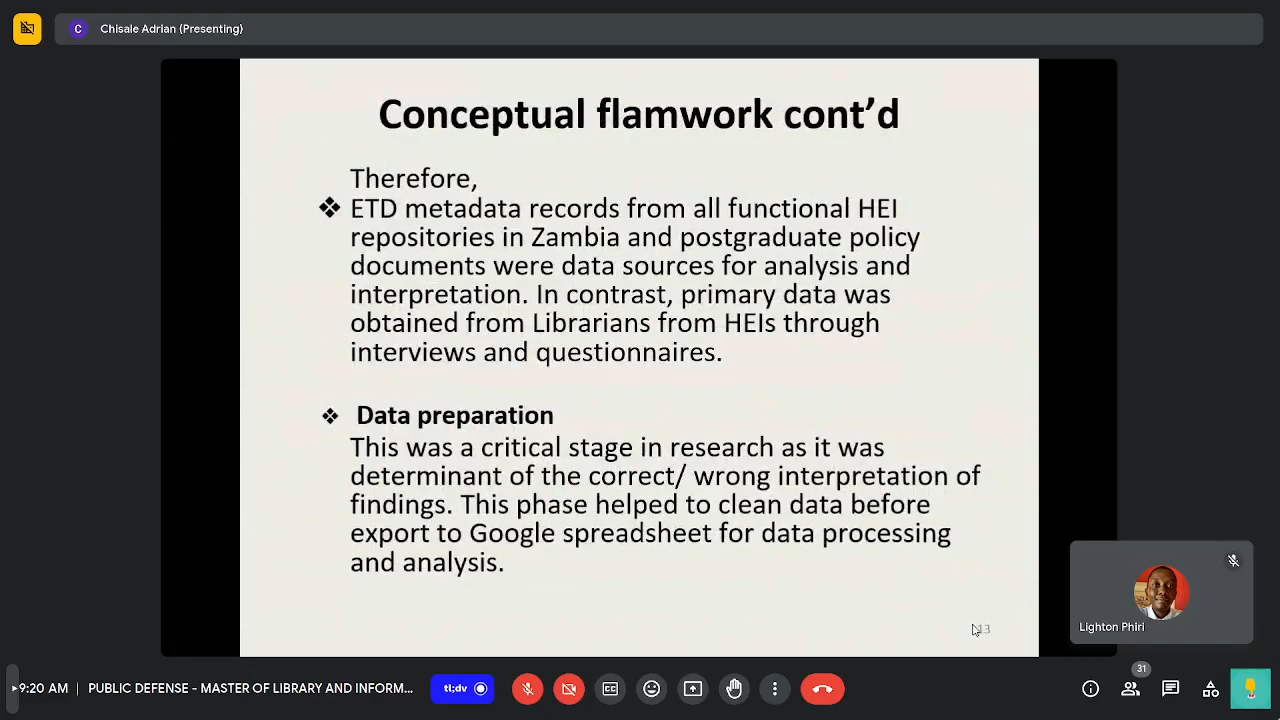 C Chisale Adrian (Presenting)
Conceptual flamwork cont’d
Therefore,
❖ ETD metadata records from all functional HEI
repositories in Zambia and postgraduate policy
documents were data sources for analysis and
interpretation. In contrast, primary data was
obtained from Librarians from HEIs through
interviews and questionnaires.
❖ Data preparation
This was a critical stage in research as it was
determinant of the correct/ wrong interpretation of
findings. This phase helped to clean data before
export to Google spreadsheet for data processing
and analysis.
13
Lighton Phiri
31
9:20 AM | PUBLIC DEFENSE - MASTER OF LIBRARY AND INFORM...
tl;dv
CC